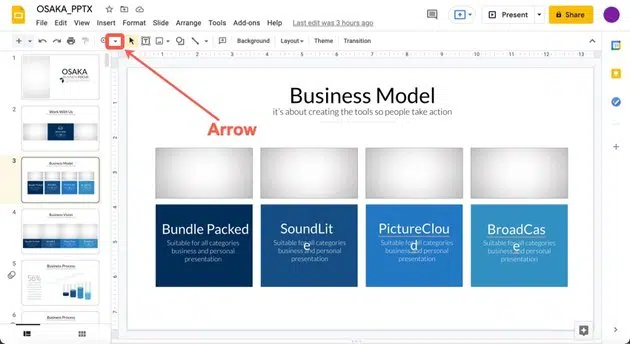 OSAKA_PPTX
File Edit View Insert Format Slide Arrange Tools Add-ons Help Last edit was 3 hours ago
Present
Share
Background Layout Theme Transition
Arrow
1
OSAKA
2
Work With Us
3
Business Model
4
Business Vision
5
Business Process
56%
6
Business Process
Business Model
it's about creating the tools so people take action
Bundle Packed
Suitable for all categories
business and personal
presentation
SoundLit
e
Suitable for all categories
business and personal
presentation
PictureClou
d
Suitable for all categories
business and personal
presentation
BroadCas
e
Suitable for all categories
business and personal
presentation